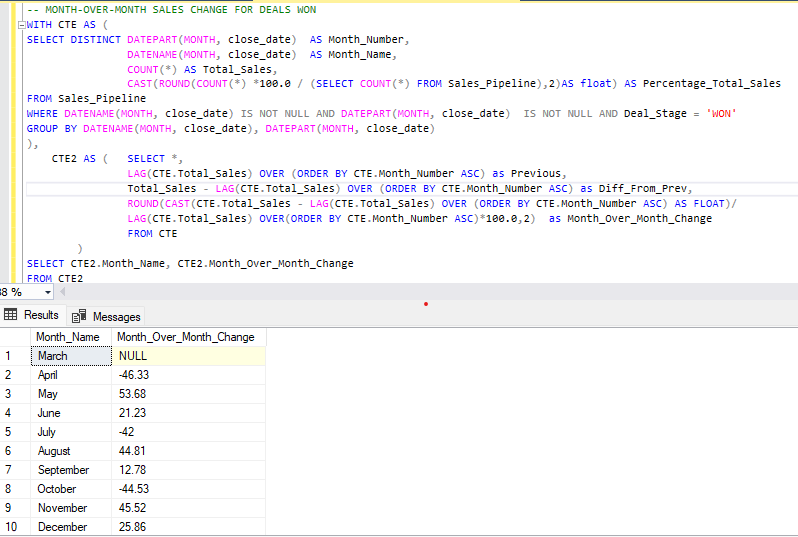 -- MONTH-OVER-MONTH SALES CHANGE FOR DEALS WON
WITH CTE AS (
SELECT DISTINCT DATEPART(MONTH, close_date)  AS Month_Number,
DATENAME(MONTH, close_date)  AS Month_Name,
COUNT(*) AS Total_Sales,
CAST(ROUND(COUNT(*) *100.0 / (SELECT COUNT(*) FROM Sales_Pipeline),2)AS float) AS Percentage_Total_Sales
FROM Sales_Pipeline
WHERE DATENAME(MONTH, close_date) IS NOT NULL AND DATEPART(MONTH, close_date)  IS NOT NULL AND Deal_Stage = 'WON'
GROUP BY DATENAME(MONTH, close_date), DATEPART(MONTH, close_date)
),
CTE2 AS (   SELECT *,
LAG(CTE.Total_Sales) OVER (ORDER BY CTE.Month_Number ASC) as Previous,
Total_Sales - LAG(CTE.Total_Sales) OVER (ORDER BY CTE.Month_Number ASC) as Diff_From_Prev,
ROUND(CAST(CTE.Total_Sales - LAG(CTE.Total_Sales) OVER (ORDER BY CTE.Month_Number ASC) AS FLOAT)/
LAG(CTE.Total_Sales) OVER(ORDER BY CTE.Month_Number ASC)*100.0,2)  as Month_Over_Month_Change
FROM CTE
)
SELECT CTE2.Month_Name, CTE2.Month_Over_Month_Change
FROM CTE2
Results Messages
Month_Name Month_Over_Month_Change
1 March NULL
2 April -46.33
3 May 53.68
4 June 21.23
5 July -42
6 August 44.81
7 September 12.78
8 October -44.53
9 November 45.52
10 December 25.86